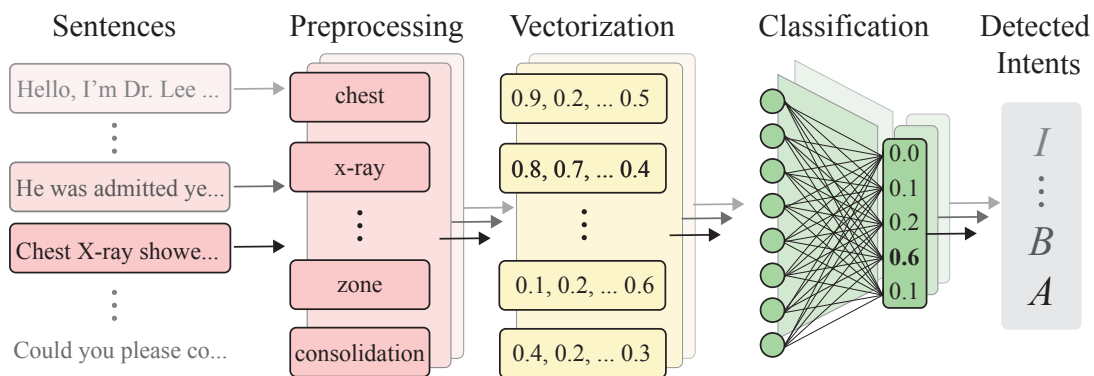 Sentences
Preprocessing
Vectorization
Classification
Detected
Intents
Hello, I'm Dr. Lee ...
He was admitted ye...
Chest X-ray showe...
Could you please co...
chest
x-ray
zone
consolidation
0.9, 0.2, ... 0.5
0.8, 0.7, ... 0.4
0.1, 0.2, ... 0.6
0.4, 0.2, ... 0.3
0.0
0.1
0.2
0.6
0.1
I
B
A